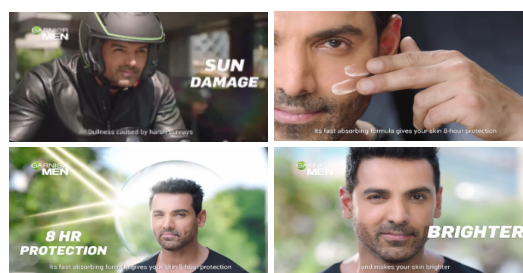 GARNIER
MEN
SUN
DAMAGE
Dullness caused by harsh sunrays
Its fast absorbing formula gives your skin 8-hour protection
GARNIER
MEN
8 HR
PROTECTION
Its fast absorbing formula gives your skin 8-hour protection
GARNIER
MEN
BRIGHTER
and makes your skin brighter